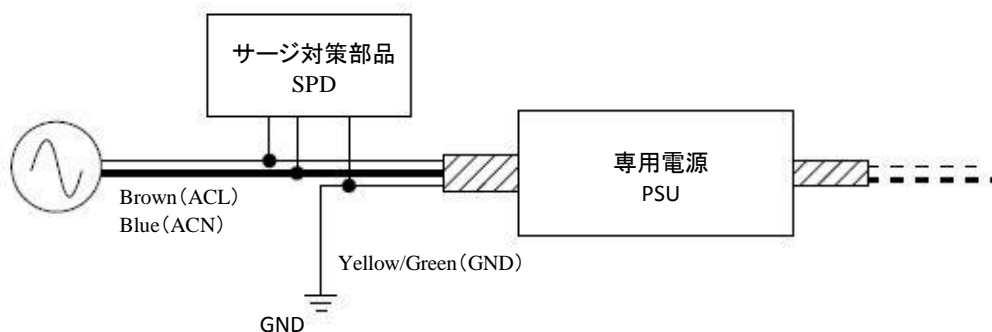 サージ対策部品
SPD
専用電源
PSU
Brown(ACL)
Blue(ACN)
Yellow/Green(GND)
GND